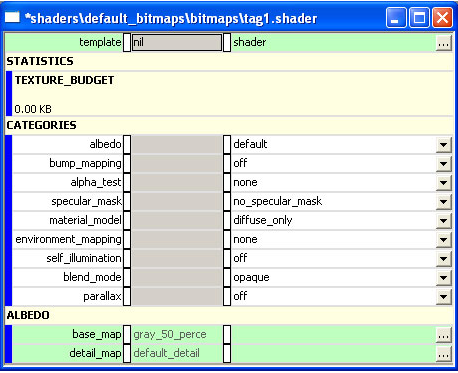 *shaders\default_bitmaps\bitmaps\tag1.shader
template nil shader ...
STATISTICS
TEXTURE_BUDGET
0.00 KB
CATEGORIES
albedo default
bump_mapping off
alpha_test none
specular_mask no_specular_mask
material_model diffuse_only
environment_mapping none
self_illumination off
blend_mode opaque
parallax off
ALBEDO
base_map gray_50_perce ...
detail_map default_detail ...